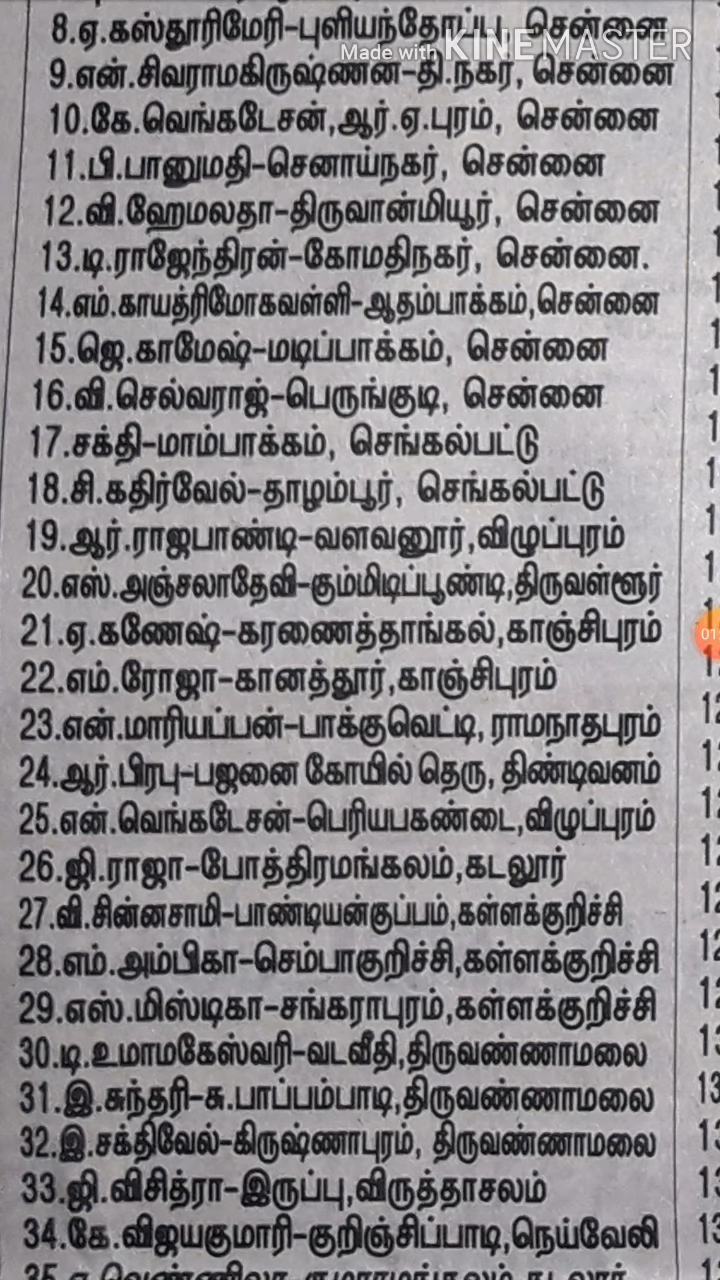 8.ஏ.கஸ்தூரிமேரி-புளியந்தோப்பு, சென்னை
Made with KINEMASTER
9.என்.சிவராமகிருஷ்ணன்-தி.நகர், சென்னை
10.கே.வெங்கடேசன்,ஆர்.ஏ.புரம், சென்னை
11.பி.பானுமதி-செனாய்நகர், சென்னை
12.வி.ஹேமலதா-திருவான்மியூர், சென்னை
13.டி.ராஜேந்திரன்-கோமதிநகர், சென்னை.
14.எம்.காயத்ரிமோகவள்ளி-ஆதம்பாக்கம்,சென்னை
15.ஜெ.காமேஷ்-மடிப்பாக்கம், சென்னை
16.வி.செல்வராஜ்-பெருங்குடி, சென்னை
17.சக்தி-மாம்பாக்கம், செங்கல்பட்டு
18.சி.கதிர்வேல்-தாழம்பூர், செங்கல்பட்டு
19.ஆர்.ராஜபாண்டி-வளவனூர்,விழுப்புரம்
20.எஸ்.அஞ்சலாதேவி-கும்மிடிப்பூண்டி,திருவள்ளூர்
21.ஏ.கணேஷ்-கரணைத்தாங்கல்,காஞ்சிபுரம்
22.எம்.ரோஜா-கானத்தூர்,காஞ்சிபுரம்
23.என்.மாரியப்பன்-பாக்குவெட்டி, ராமநாதபுரம்
24.ஆர்.பிரபு-பஜனை கோயில் தெரு, திண்டிவனம்
25.என்.வெங்கடேசன்-பெரியபகண்டை,விழுப்புரம்
26.ஜி.ராஜா-போத்திரமங்கலம்,கடலூர்
27.வி.சின்னசாமி-பாண்டியன்குப்பம்,கள்ளக்குறிச்சி
28.எம்.அம்பிகா-செம்பாகுறிச்சி,கள்ளக்குறிச்சி
29.எஸ்.மிஸ்டிகா-சங்கராபுரம்,கள்ளக்குறிச்சி
30.டி.உமாமகேஸ்வரி-வடவீதி,திருவண்ணாமலை
31.இ.சுந்தரி-சு.பாப்பம்பாடி,திருவண்ணாமலை
32.இ.சக்திவேல்-கிருஷ்ணாபுரம், திருவண்ணாமலை
33.ஜி.விசித்ரா-இருப்பு,விருத்தாசலம்
34.கே.விஜயகுமாரி-குறிஞ்சிப்பாடி,நெய்வேலி